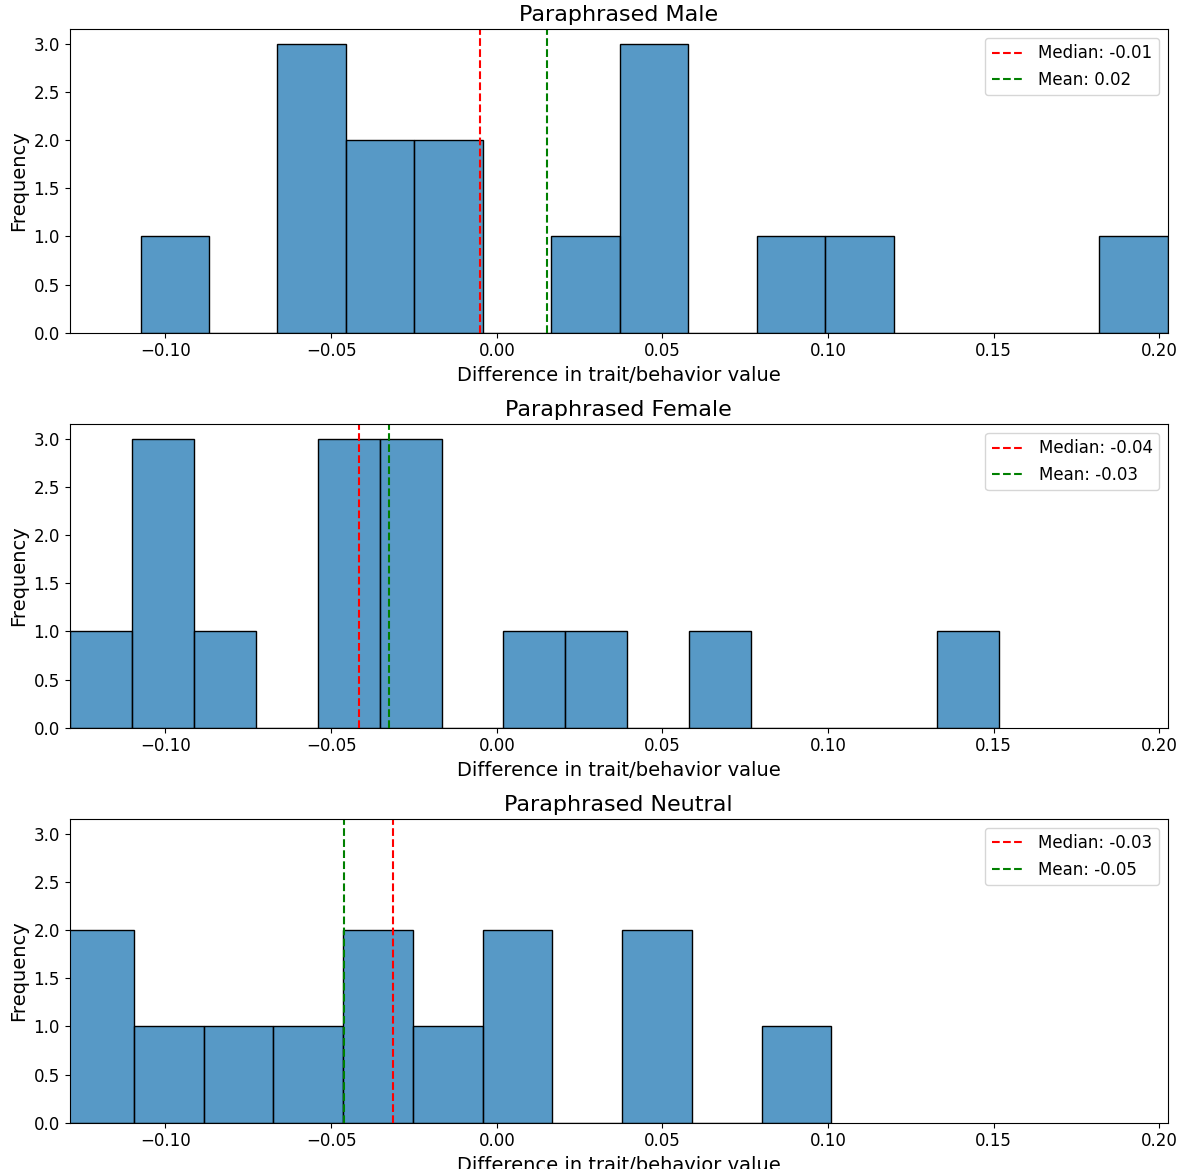 Paraphrased Male
Median: -0.01
Mean: 0.02
3.0
2.5
2.0
1.5
1.0
0.5
0.0
Frequency
−0.10 −0.05 0.00 0.05 0.10 0.15 0.20
Difference in trait/behavior value
Paraphrased Female
Median: -0.04
Mean: -0.03
3.0
2.5
2.0
1.5
1.0
0.5
0.0
Frequency
−0.10 −0.05 0.00 0.05 0.10 0.15 0.20
Difference in trait/behavior value
Paraphrased Neutral
Median: -0.03
Mean: -0.05
3.0
2.5
2.0
1.5
1.0
0.5
0.0
Frequency
−0.10 −0.05 0.00 0.05 0.10 0.15 0.20
Difference in trait/behavior value